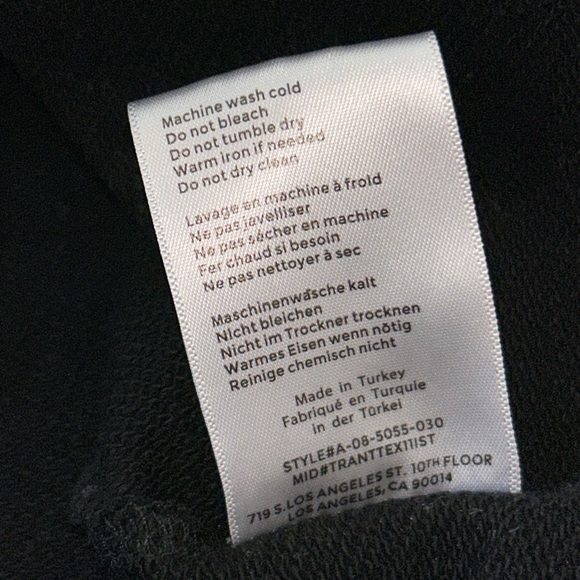 Machine wash cold
Do not bleach
Do not tumble dry
Warm iron if needed
Do not dry clean
Lavage en machine à froid
Ne pas javelliser
Ne pas sécher en machine
Fer chaud si besoin
Ne pas nettoyer à sec
Maschinenwäsche kalt
Nicht bleichen
Nicht im Trockner trocknen
Warmes Eisen wenn nötig
Reinige chemisch nicht
Made in Turkey
Fabriqué en Turquie
in der Türkei
STYLE#A-08-5055-030
MID#TRANTTEX111IST
719 S.LOS ANGELES ST. 10TH FLOOR
LOS ANGELES, CA 90014